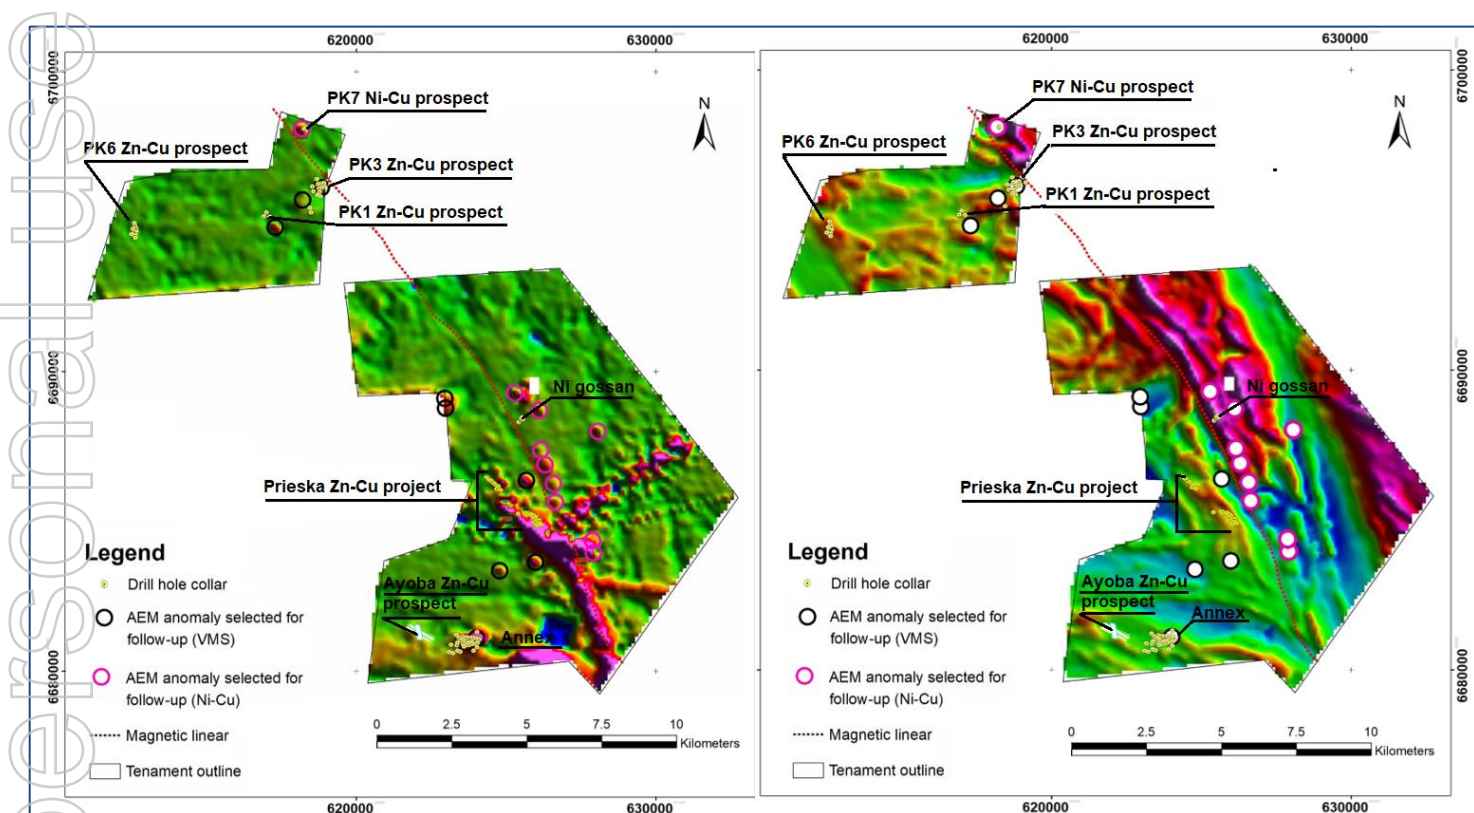 personal use
620000
630000
6700000
N
PK7 Ni-Cu prospect
PK6 Zn-Cu prospect
PK3 Zn-Cu prospect
PK1 Zn-Cu prospect
6690000
Ni gossan
Prieska Zn-Cu project
Legend
Drill hole collar
AEM anomaly selected for
follow-up (VMS)
AEM anomaly selected for
follow-up (Ni-Cu)
Magnetic linear
Tenament outline
Ayoba Zn-Cu
prospect
Annex
6680000
0 2.5 5 7.5 10
Kilometers
620000
630000
620000
630000
6700000
6700000
N
PK7 Ni-Cu prospect
PK6 Zn-Cu prospect
PK3 Zn-Cu prospect
PK1 Zn-Cu prospect
6690000
Ni gossan
Prieska Zn-Cu project
Legend
Drill hole collar
AEM anomaly selected for
follow-up (VMS)
AEM anomaly selected for
follow-up (Ni-Cu)
Magnetic linear
Tenament outline
Ayoba Zn-Cu
prospect
Annex
6680000
6690000
6680000
0 2.5 5 7.5 10
Kilometers
620000
630000